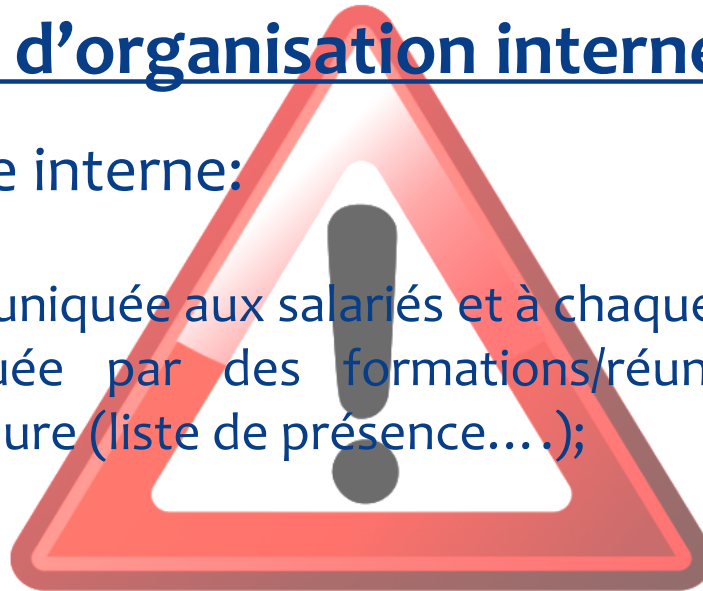 d’organisation interne
e interne:
uniquée aux salariés et à chaque
uée par des formations/réun
ure (liste de présence….);